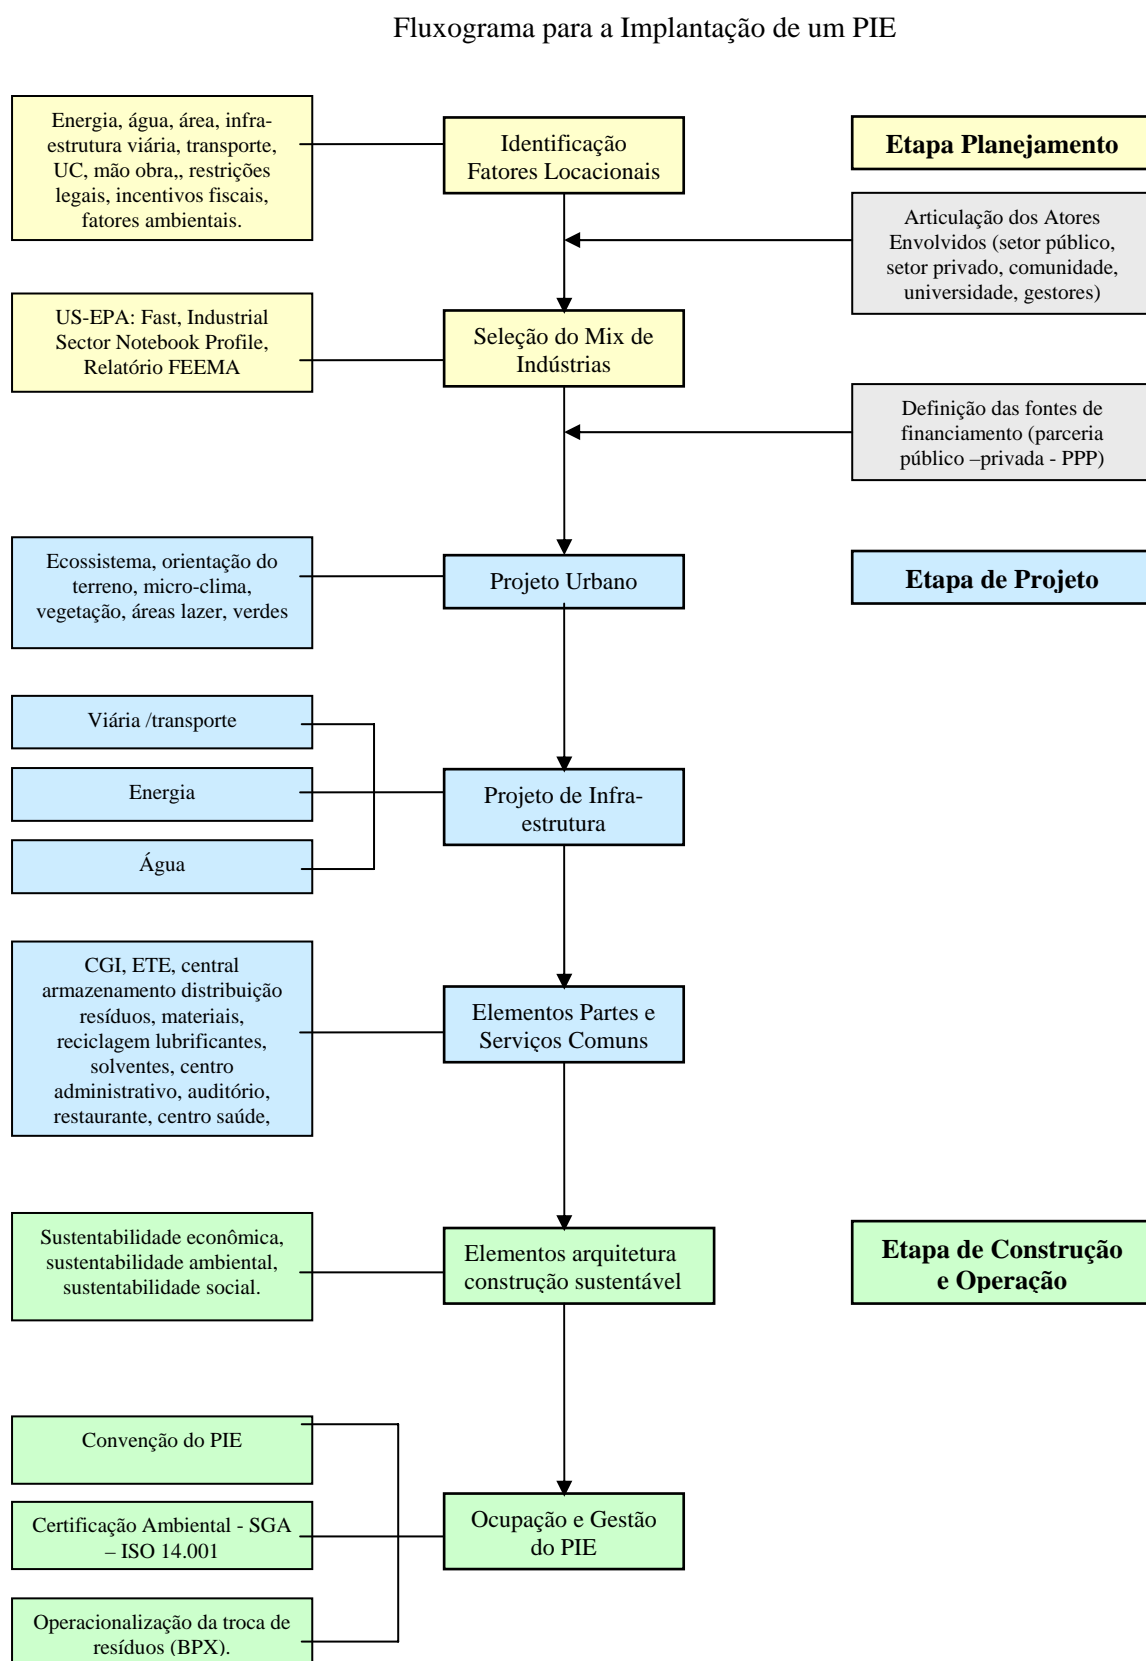 Fluxograma para a Implantação de um PIE
Energia, água, área, infra-
estrutura viária, transporte,
UC, mão obra,, restrições
legais, incentivos fiscais,
fatores ambientais.
Identificação
Fatores Locacionais
Etapa Planejamento
Articulação dos Atores
Envolvidos (setor público,
setor privado, comunidade,
universidade, gestores)
US-EPA: Fast, Industrial
Sector Notebook Profile,
Relatório FEEMA
Seleção do Mix de
Indústrias
Definição das fontes de
financiamento (parceria
público –privada - PPP)
Ecossistema, orientação do
terreno, micro-clima,
vegetação, áreas lazer, verdes
Projeto Urbano
Etapa de Projeto
Viária /transporte
Energia
Água
Projeto de Infra-
estrutura
CGI, ETE, central
armazenamento distribuição
resíduos, materiais,
reciclagem lubrificantes,
solventes, centro
administrativo, auditório,
restaurante, centro saúde,
Elementos Partes e
Serviços Comuns
Sustentabilidade econômica,
sustentabilidade ambiental,
sustentabilidade social.
Elementos arquitetura
construção sustentável
Etapa de Construção
e Operação
Convenção do PIE
Certificação Ambiental - SGA
– ISO 14.001
Operacionalização da troca de
resíduos (BPX).
Ocupação e Gestão
do PIE